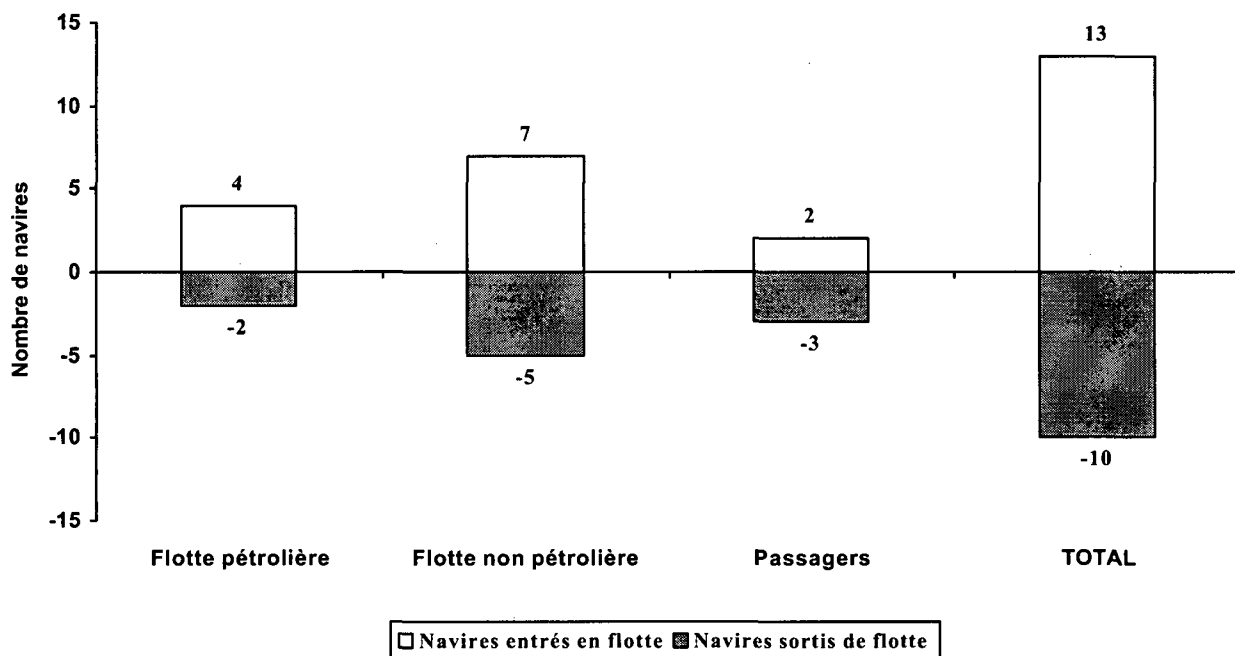 15
10
5
0
-5
-10
-15
Nombre de navires
4
-2
7
-5
2
-3
13
-10
Flotte pétrolière
Flotte non pétrolière
Passagers
TOTAL
Navires entrés en flotte
Navires sortis de flotte